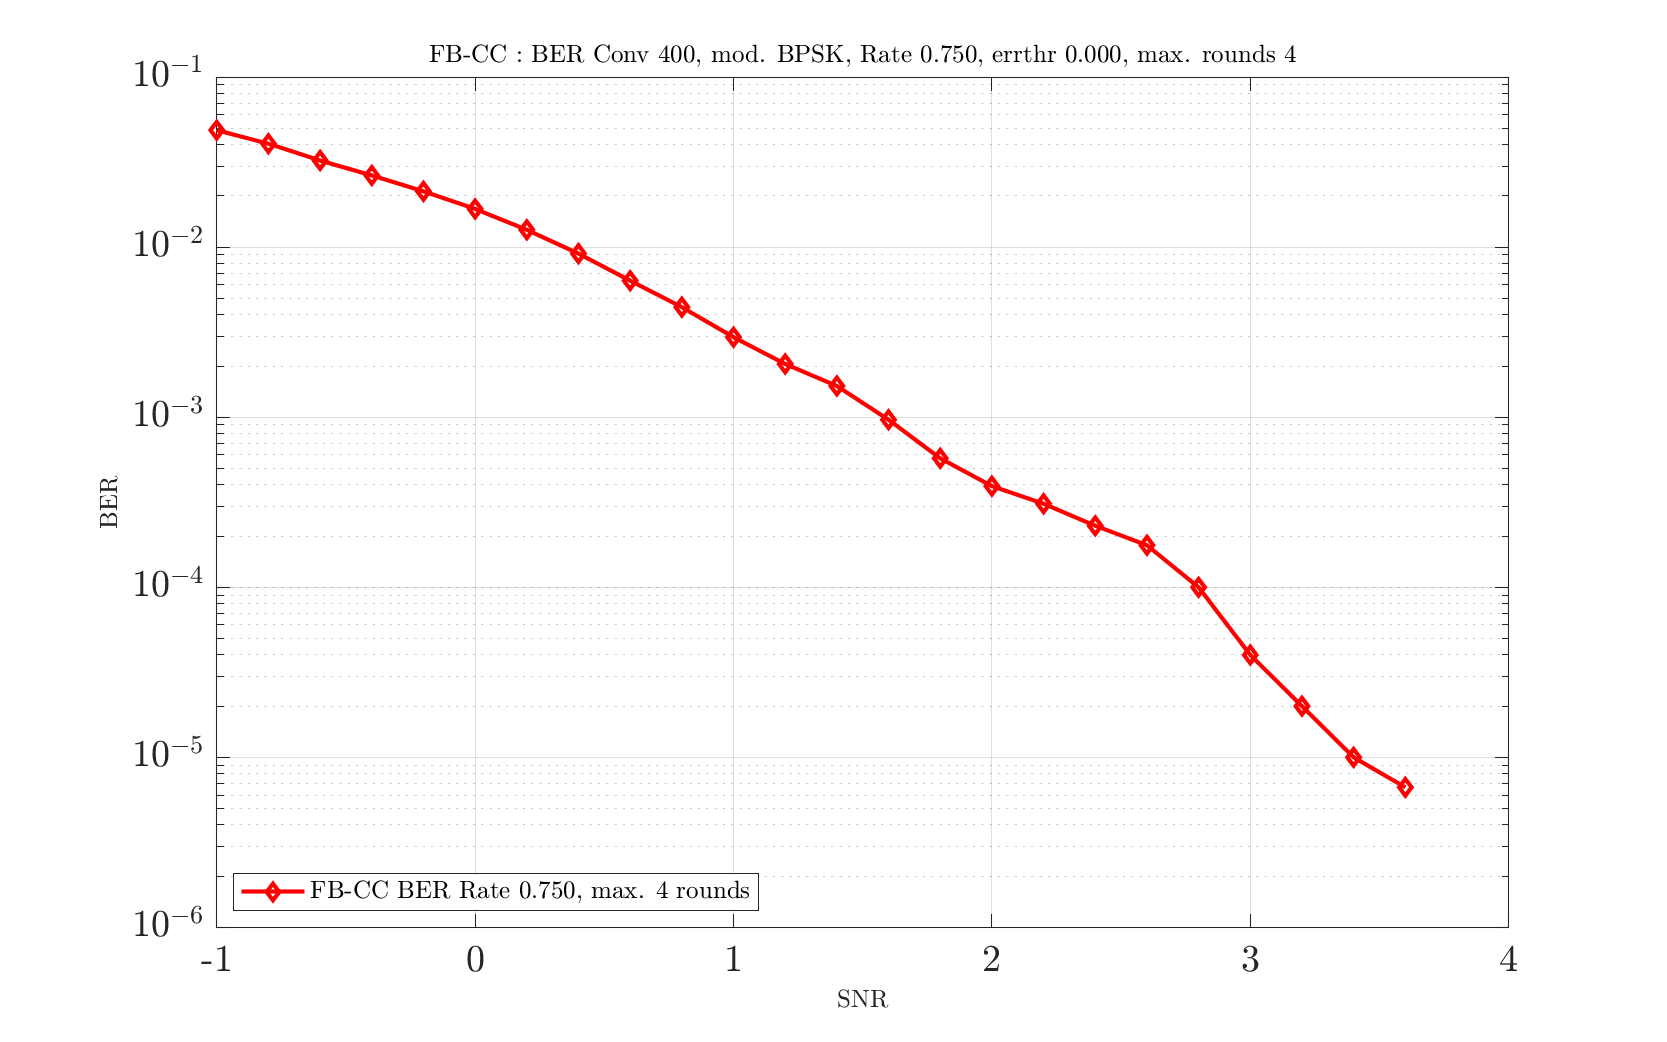 FB-CC : BER Conv 400, mod. BPSK, Rate 0.750, errthr 0.000, max. rounds 4
10^{-1}
10^{-2}
10^{-3}
BER
10^{-4}
10^{-5}
FB-CC BER Rate 0.750, max. 4 rounds
10^{-6}
-1 0 1 2 3 4
SNR